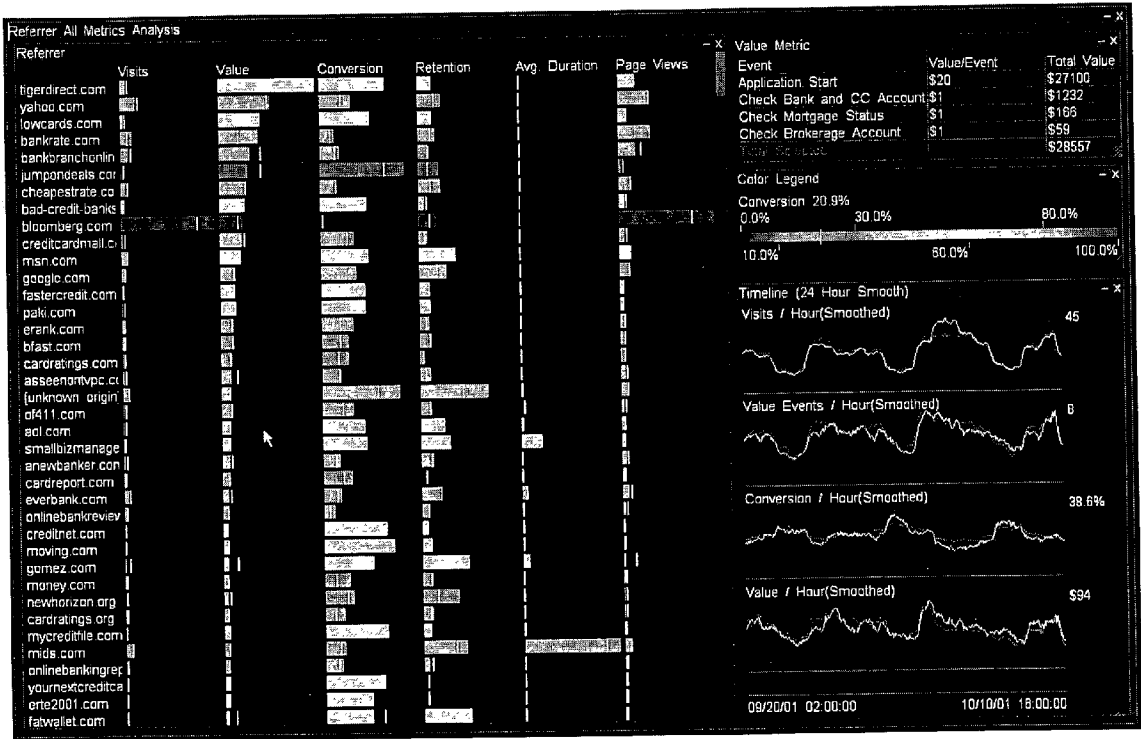 Referrer All Metrics Analysis
Referrer
Visits Value Conversion Retention Avg. Duration Page Views
tigerdirect.com
yahoo.com
lowcards.com
bankrate.com
bankbranchonlin
jumpondeals.cor
cheapestrate.co
bad-credit-banks
bloomberg.com
creditcardmall.c
msn.com
google.com
fastercredit.com
paki.com
erank.com
bfast.com
cardratings.com
asseenontvpc.c
(unknown origin
of411.com
aol.com
smallbizmanage
anewbanker.con
cardreport.com
everbank.com
onlinebankreview
creditnet.com
moving.com
gomez.com
money.com
newhorizon.org
cardratings.org
mycreditfile.com
mids.com
onlinebankingrep
yournextcreditca
erte2001.com
fatwallet.com
Value Metric
Event Value/Event Total Value
Application Start $20 $27100
Check Bank and CC Account $1 $1232
Check Mortgage Status $1 $166
Check Brokerage Account $1 $59
$28557
Color Legend
Conversion 20.9%
0.0% 30.0% 80.0%
10.0% 60.0% 100.0%
Timeline (24 Hour Smooth)
Visits / Hour(Smoothed) 45
Value Events / Hour(Smoothed) 8
Conversion / Hour(Smoothed) 38.6%
Value / Hour(Smoothed) $94
09/20/01 02:00:00 10/10/01 18:00:00